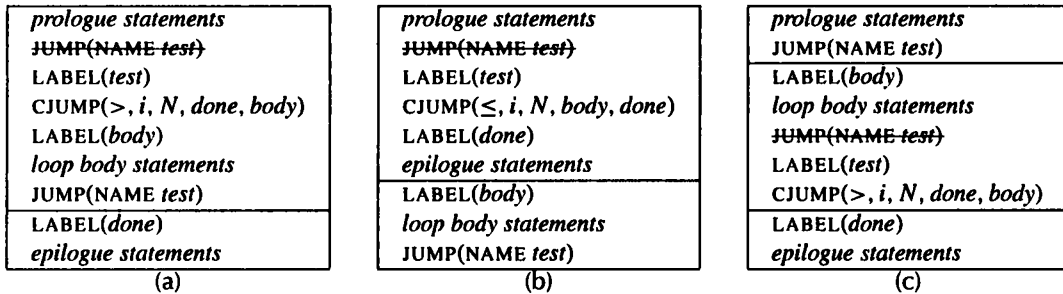 prologue statements
JUMP(NAME test)
LABEL(test)
CJUMP(>, i, N, done, body)
LABEL(body)
loop body statements
JUMP(NAME test)
LABEL(done)
epilogue statements
(a)
prologue statements
JUMP(NAME test)
LABEL(test)
CJUMP(≤, i, N, body, done)
LABEL(done)
epilogue statements
LABEL(body)
loop body statements
JUMP(NAME test)
(b)
prologue statements
JUMP(NAME test)
LABEL(body)
loop body statements
JUMP(NAME test)
LABEL(test)
CJUMP(>, i, N, done, body)
LABEL(done)
epilogue statements
(c)